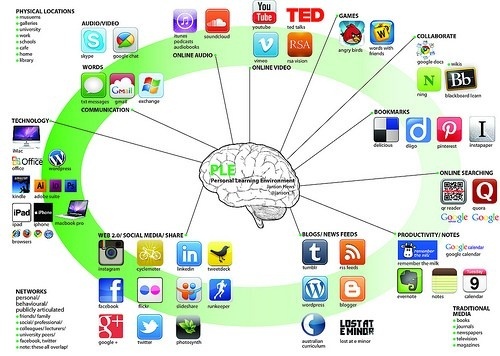 PHYSICAL LOCATIONS
museums
galleries
university
work
schools
cafe
home
library
AUDIO/VIDEO
skype
google chat
WORDS
txt messages
gmail
exchange
COMMUNICATION
itunes
podcasts
audiobooks
soundcloud
ONLINE AUDIO
You
Tube
youtube
TED
ted talks
vimeo
RSA
rsa vision
ONLINE VIDEO
GAMES
angry birds
words with
friends
COLLABORATE
google docs
wikis
N
ning
Bb
blackboard learn
BOOKMARKS
delicious
diigo
pinterest
instapaper
ONLINE SEARCHING
qr reader
quora
Google
Google
TECHNOLOGY
iMac
Office
wordpress
kindle
adobe suite
iPad
iPhone
ipad
iphone
macbook pro
browsers
PLE
Personal Learning Environment
WEB 2.0/ SOCIAL MEDIA/ SHARE
instagram
cyclemeter
in
linkedin
tweetdeck
facebook
flickr
slideshare
runkeeper
google +
twitter
photosynth
BLOGS/ NEWS FEEDS
t
tumblr
rss feeds
wordpress
blogger
australian
curriculum
LOST AT
E MINOR
lost at e minor
PRODUCTIVITY/ NOTES
remember the milk
Google calendar
google calendar
evernote
notes
9
calendar
NETWORKS
personal/
behavioural/
publicly articulated
friends/ family
social/ professional/
colleagues/ lecturers/
university peers/
facebook, twitter
note: these all overlap!
TRADITIONAL
MEDIA
books
journals
newspapers
television
magazines